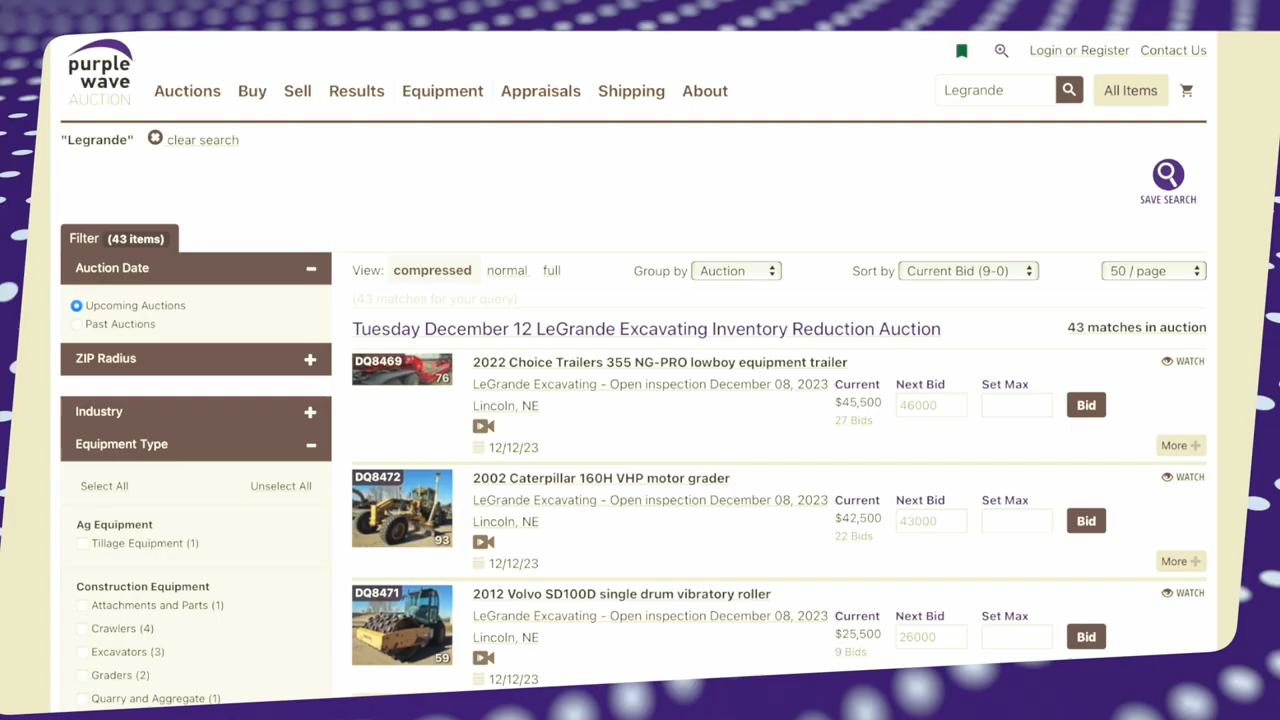 purple
wave
AUCTION
Login or Register
Contact Us
Auctions
Buy
Sell
Results
Equipment
Appraisals
Shipping
About
Legrande
All Items
"Legrande"
clear search
SAVE SEARCH
Filter (43 items)
Auction Date
Upcoming Auctions
Past Auctions
ZIP Radius
Industry
Equipment Type
Select All
Unselect All
Ag Equipment
Tillage Equipment (1)
Construction Equipment
Attachments and Parts (1)
Crawlers (4)
Excavators (3)
Graders (2)
Quarry and Aggregate (1)
View: compressed normal full
Group by Auction
Sort by Current Bid (9-0)
50 / page
(43 matches for your query)
Tuesday December 12 LeGrande Excavating Inventory Reduction Auction
43 matches in auction
DQ8469
76
2022 Choice Trailers 355 NG-PRO lowboy equipment trailer
WATCH
LeGrande Excavating - Open inspection December 08, 2023
Lincoln, NE
12/12/23
Current
$45,500
27 Bids
Next Bid
46000
Set Max
Bid
More +
DQ8472
93
2002 Caterpillar 160H VHP motor grader
WATCH
LeGrande Excavating - Open inspection December 08, 2023
Lincoln, NE
12/12/23
Current
$42,500
22 Bids
Next Bid
43000
Set Max
Bid
More +
DQ8471
59
2012 Volvo SD100D single drum vibratory roller
WATCH
LeGrande Excavating - Open inspection December 08, 2023
Lincoln, NE
12/12/23
Current
$25,500
9 Bids
Next Bid
26000
Set Max
Bid